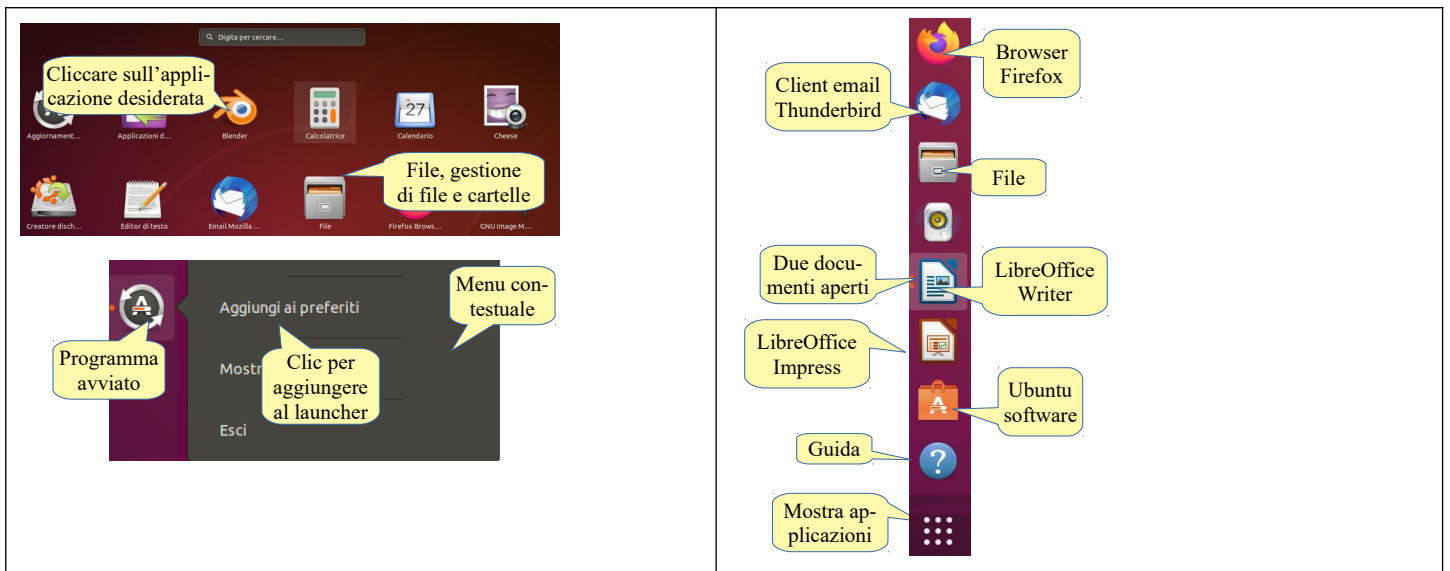 Digita per cercare...
Cliccare sull'appli-
cazione desiderata
Aggiornament...
Applicazioni d...
Blender
Calcolatrice
27
Calendario
Cheese
File, gestione
di file e cartelle
Creatore disch...
Editor di testo
Email Mozilla ...
File
Firefox Brows...
GNU Image M...
Menu con-
testuale
Aggiungi ai preferiti
Programma
avviato
Mostr
Clic per
aggiungere
al launcher
Esci
Browser
Firefox
Client email
Thunderbird
File
Due docu-
menti aperti
LibreOffice
Writer
LibreOffice
Impress
Ubuntu
software
Guida
?
Mostra ap-
plicazioni